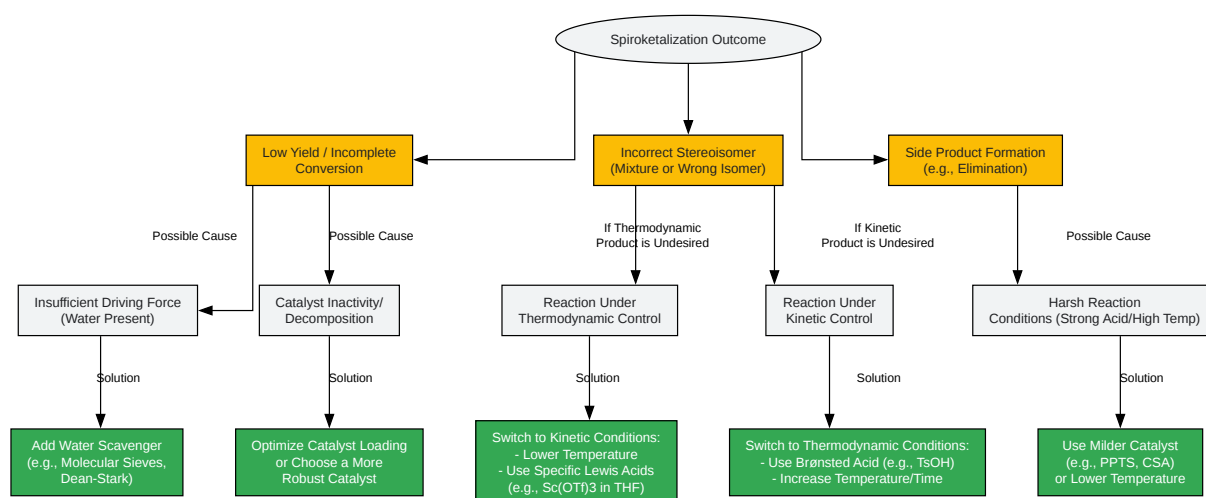 Spiroketalization Outcome
Low Yield / Incomplete
Conversion
Incorrect Stereoisomer
(Mixture or Wrong Isomer)
Side Product Formation
(e.g., Elimination)
Possible Cause
Possible Cause
If Thermodynamic
Product is Undesired
If Kinetic
Product is Undesired
Possible Cause
Insufficient Driving Force
(Water Present)
Catalyst Inactivity/
Decomposition
Reaction Under
Thermodynamic Control
Reaction Under
Kinetic Control
Harsh Reaction
Conditions (Strong Acid/High Temp)
Solution
Solution
Solution
Solution
Solution
Add Water Scavenger
(e.g., Molecular Sieves,
Dean-Stark)
Optimize Catalyst Loading
or Choose a More
Robust Catalyst
Switch to Kinetic Conditions:
- Lower Temperature
- Use Specific Lewis Acids
(e.g., Sc(OTf)3 in THF)
Switch to Thermodynamic Conditions:
- Use Brønsted Acid (e.g., TsOH)
- Increase Temperature/Time
Use Milder Catalyst
(e.g., PPTS, CSA)
or Lower Temperature